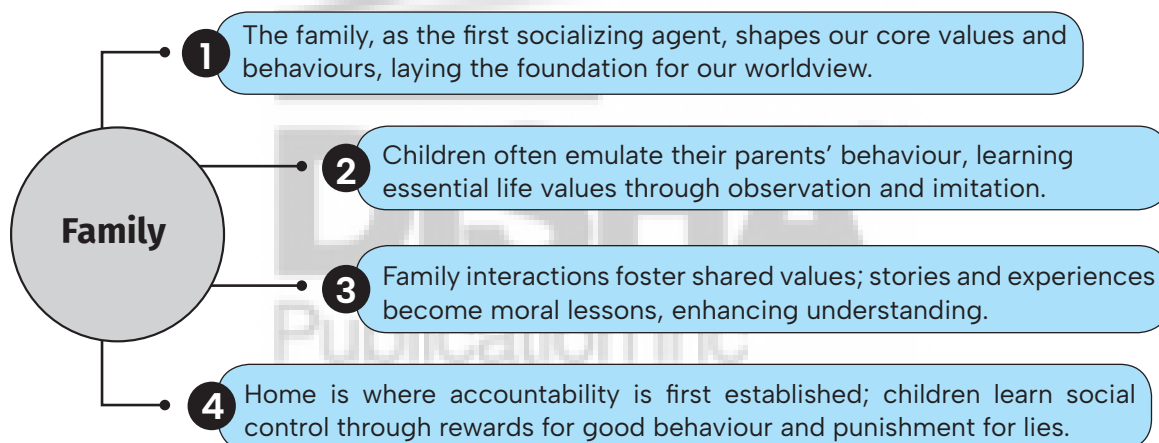 1
The family, as the first socializing agent, shapes our core values and
behaviours, laying the foundation for our worldview.
Family
2
Children often emulate their parents’ behaviour, learning
essential life values through observation and imitation.
3
Family interactions foster shared values; stories and experiences
become moral lessons, enhancing understanding.
4
Home is where accountability is first established; children learn social
control through rewards for good behaviour and punishment for lies.
DISHA
Publication Inc